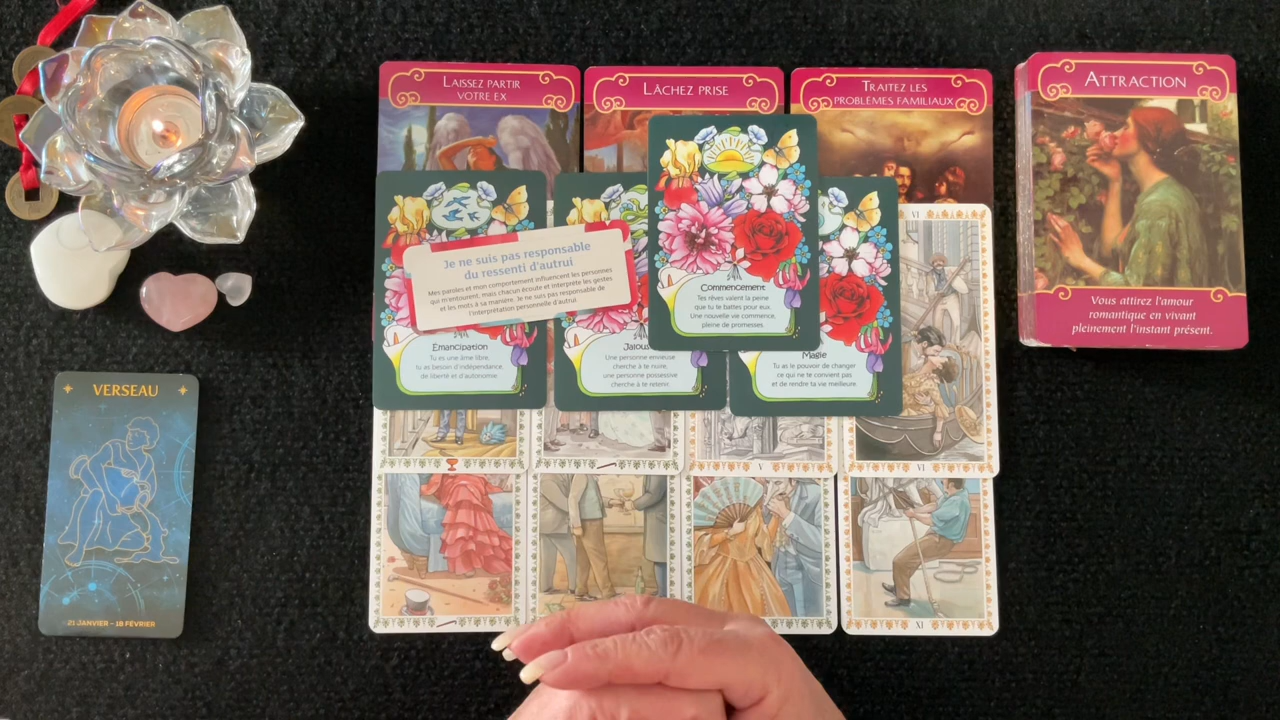 LAISSEZ PARTIR
VOTRE EX
LÂCHEZ PRISE
TRAITEZ LES
PROBLÈMES FAMILIAUX
ATTRACTION
Vous attirez l'amour
romantique en vivant
pleinement l'instant présent.
Je ne suis pas responsable
du ressenti d'autrui
Mes paroles et mon comportement influencent les personnes
qui m'entourent, mais chacun écoute et interprète les gestes
et les mots à sa manière. Je ne suis pas responsable de
l'interprétation personnelle d'autrui.
Commencement
Tes rêves valent la peine
que tu te battes pour eux.
Une nouvelle vie commence,
pleine de promesses.
Émancipation
Tu es une âme libre,
tu as besoin d'indépendance,
de liberté et d'autonomie.
Jalous
Une personne envieuse
cherche à te nuire,
une personne possessive
cherche à te retenir.
Magie
Tu as le pouvoir de changer
ce qui ne te convient pas
et de rendre ta vie meilleure.
VI
V
VI
XI
VERSEAU
21 JANVIER - 18 FÉVRIER